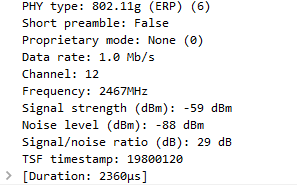 PHY type: 802.11g (ERP) (6)
Short preamble: False
Proprietary mode: None (0)
Data rate: 1.0 Mb/s
Channel: 12
Frequency: 2467MHz
Signal strength (dBm): -59 dBm
Noise level (dBm): -88 dBm
Signal/noise ratio (dB): 29 dB
TSF timestamp: 19800120
[Duration: 2360µs]